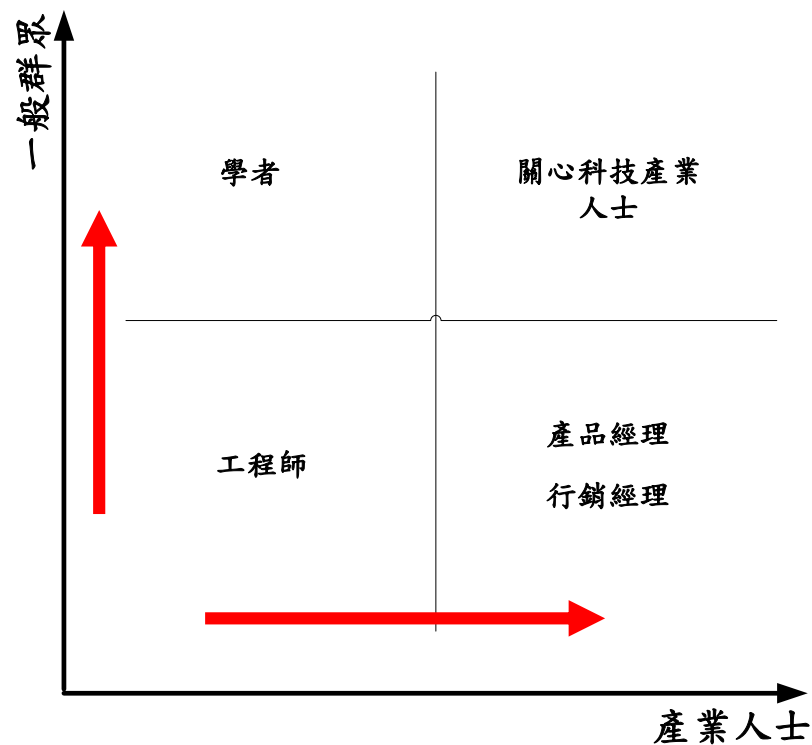 一般群眾
學者
關心科技產業
人士
工程師
產品經理
行銷經理
產業人士